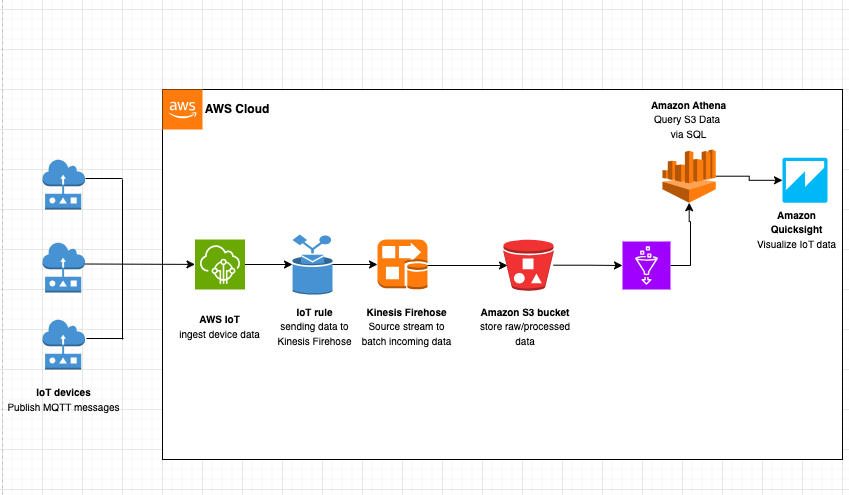 aws
AWS Cloud
Amazon Athena
Query S3 Data
via SQL
Amazon
Quicksight
Visualize IoT data
AWS IoT
ingest device data
IoT rule
sending data to
Kinesis Firehose
Kinesis Firehose
Source stream to
batch incoming data
Amazon S3 bucket
store raw/processed
data
IoT devices
Publish MQTT messages